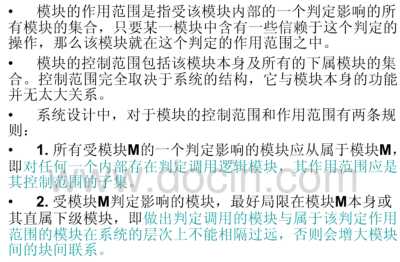 • 模块的作用范围是指受该模块内部的一个判定影响的所
有模块的集合，只要某一模块中含有一些信赖于这个判定的
操作，那么该模块就在这个判定的作用范围之中。
• 模块的控制范围包括该模块本身及所有的下属模块的集
合。控制范围完全取决于系统的结构，它与模块本身的功能
并无太大关系。
• 系统设计中，对于模块的控制范围和作用范围有两条规
则：
• 1. 所有受模块M的一个判定影响的模块应从属于模块M，
即对任何一个内部存在判定调用逻辑模块，其作用范围应是
其控制范围的子集。
• 2. 受模块M判定影响的模块，最好局限在模块M本身或
其直属下级模块，即做出判定调用的模块与属于该判定作用
范围的模块在系统的层次上不能相隔过远，否则会增大模块
间的块间联系。
www.docin.com